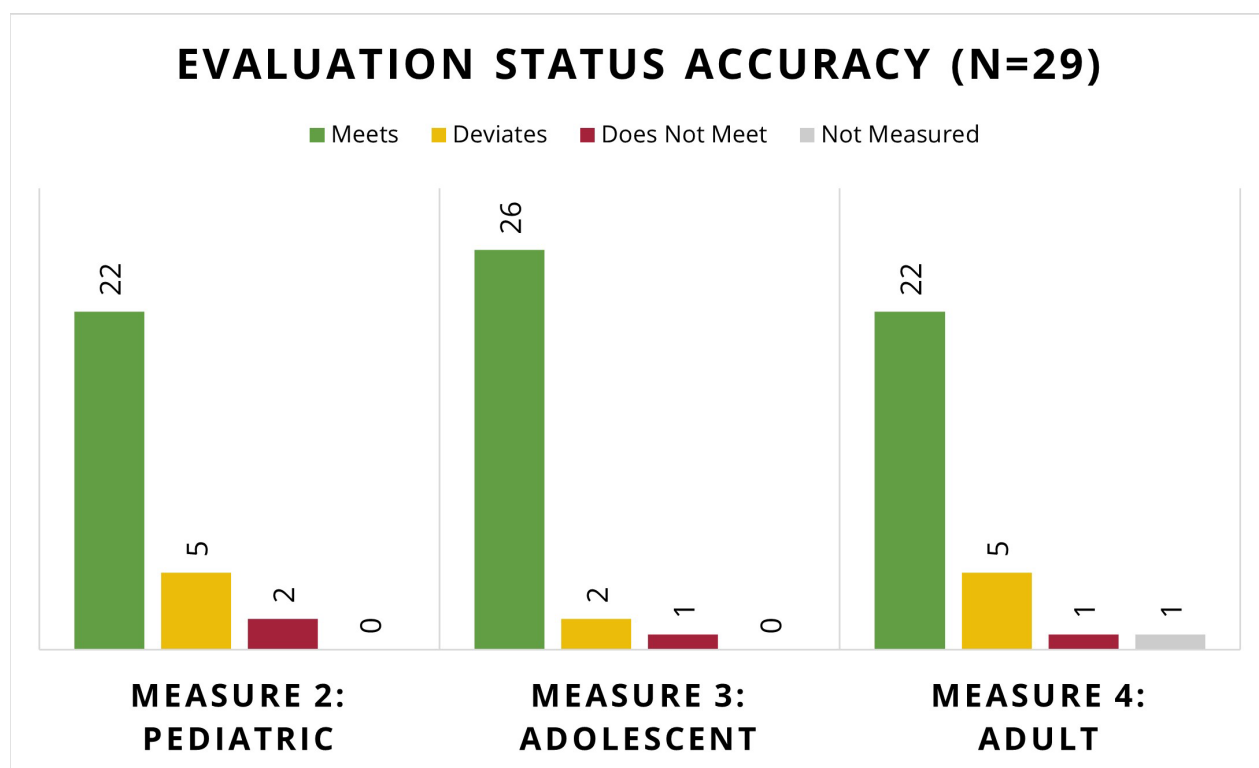 EVALUATION STATUS ACCURACY (N=29)
Meets Deviates Does Not Meet Not Measured
22 5 2 0
26 2 1 0
22 5 1 1
MEASURE 2:
PEDIATRIC
MEASURE 3:
ADOLESCENT
MEASURE 4:
ADULT